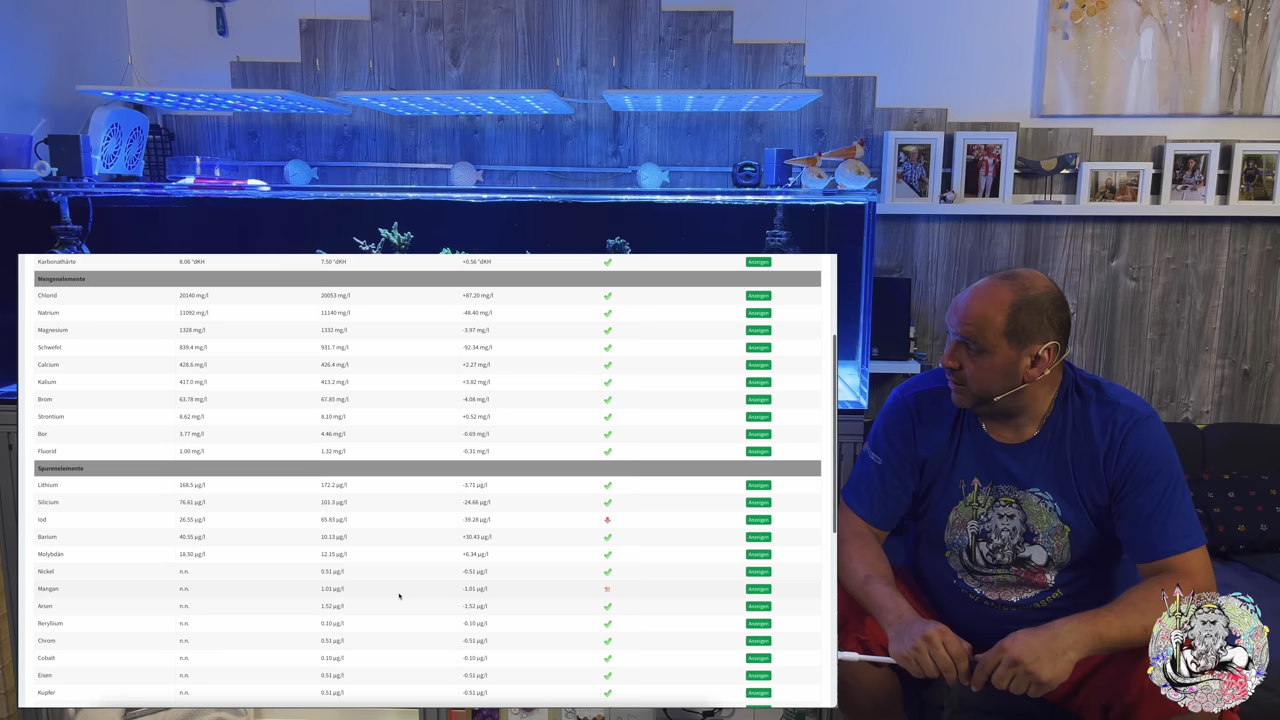 Karbonathärte 8.06 °dKH 7.50 °dKH +0.56 °dKH Anzeigen
Mengenelemente
Chlorid 20140 mg/l 20053 mg/l +87.20 mg/l Anzeigen
Natrium 11092 mg/l 11140 mg/l -48.40 mg/l Anzeigen
Magnesium 1328 mg/l 1332 mg/l -3.97 mg/l Anzeigen
Schwefel 839.4 mg/l 931.7 mg/l -92.34 mg/l Anzeigen
Calcium 428.6 mg/l 426.4 mg/l +2.27 mg/l Anzeigen
Kalium 417.0 mg/l 413.2 mg/l +3.82 mg/l Anzeigen
Brom 63.78 mg/l 67.85 mg/l -4.08 mg/l Anzeigen
Strontium 8.62 mg/l 8.10 mg/l +0.52 mg/l Anzeigen
Bor 3.77 mg/l 4.46 mg/l -0.69 mg/l Anzeigen
Fluorid 1.00 mg/l 1.32 mg/l -0.31 mg/l Anzeigen
Spurenelemente
Lithium 168.5 µg/l 172.2 µg/l -3.71 µg/l Anzeigen
Silicium 76.61 µg/l 101.3 µg/l -24.66 µg/l Anzeigen
Iod 26.55 µg/l 65.83 µg/l -39.28 µg/l Anzeigen
Barium 40.55 µg/l 10.13 µg/l +30.43 µg/l Anzeigen
Molybdän 18.50 µg/l 12.15 µg/l +6.34 µg/l Anzeigen
Nickel n.n. 0.51 µg/l -0.51 µg/l Anzeigen
Mangan n.n. 1.01 µg/l -1.01 µg/l Anzeigen
Arsen n.n. 1.52 µg/l -1.52 µg/l Anzeigen
Beryllium n.n. 0.10 µg/l -0.10 µg/l Anzeigen
Chrom n.n. 0.51 µg/l -0.51 µg/l Anzeigen
Cobalt n.n. 0.10 µg/l -0.10 µg/l Anzeigen
Eisen n.n. 0.51 µg/l -0.51 µg/l Anzeigen
Kupfer n.n. 0.51 µg/l -0.51 µg/l Anzeigen